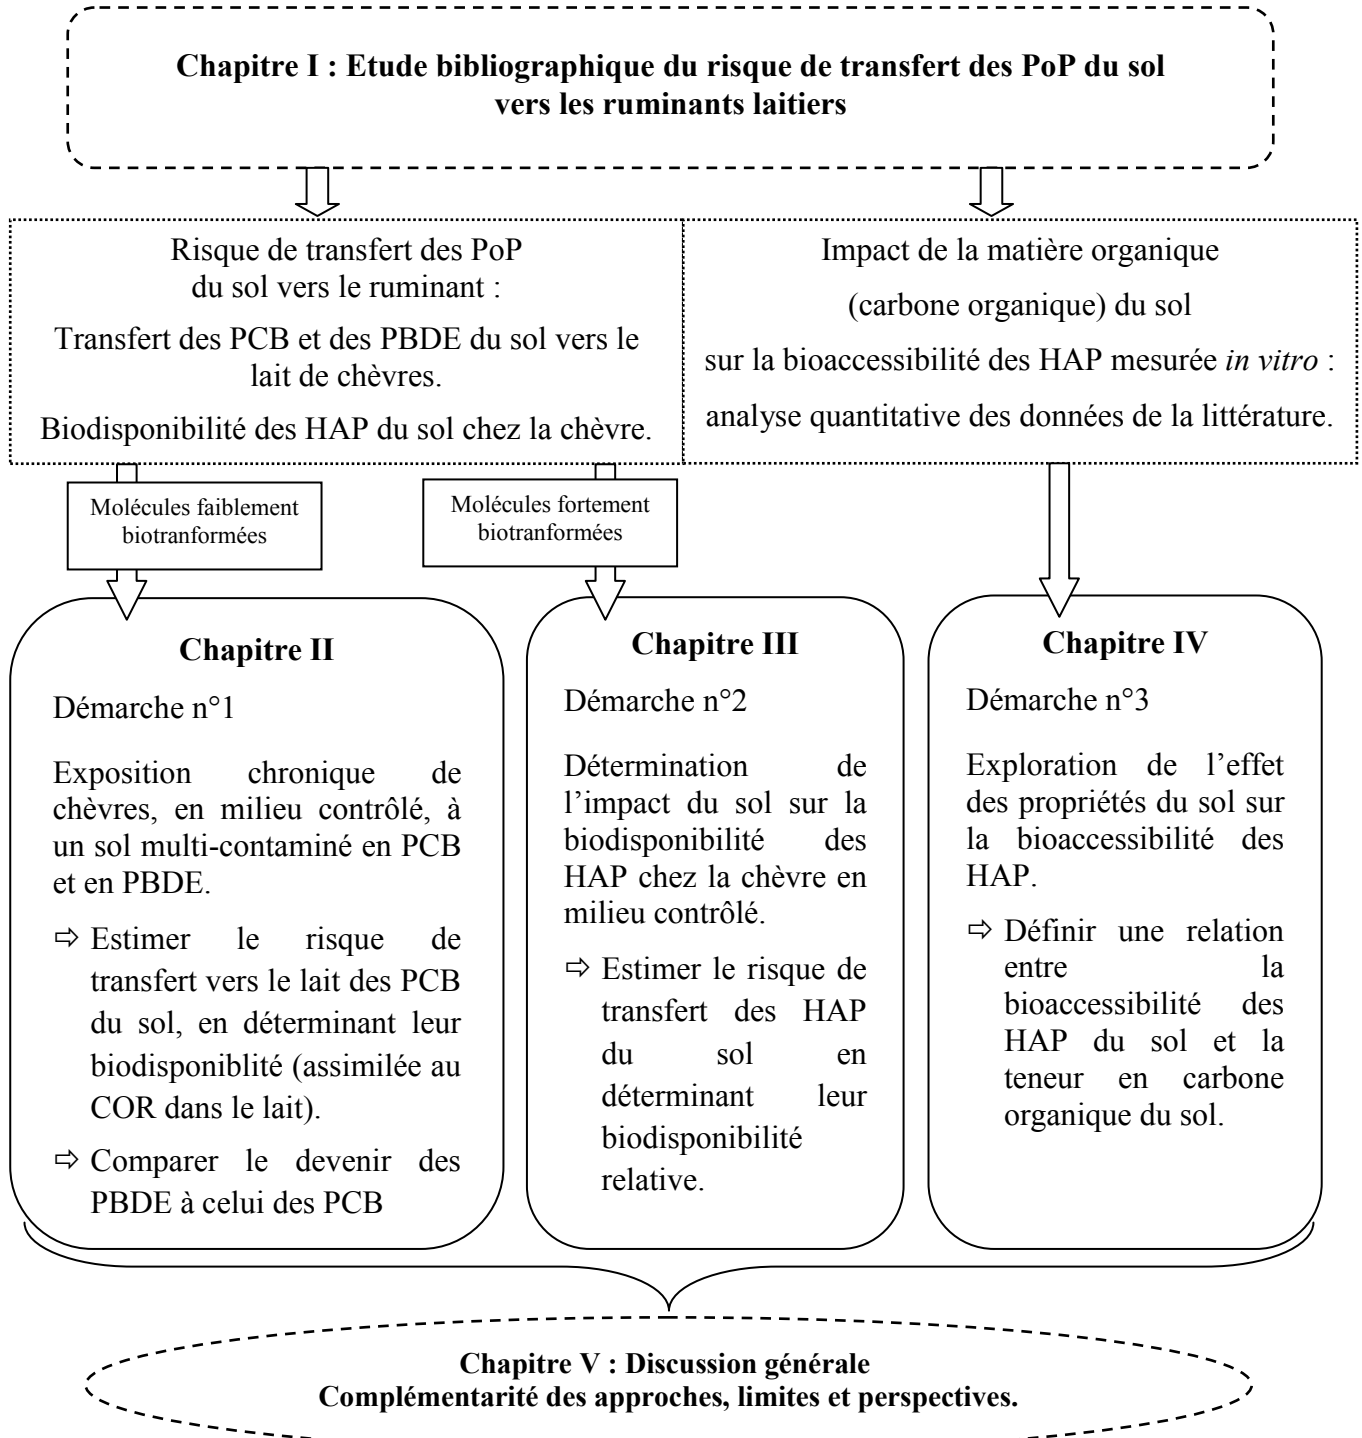 Chapitre I : Etude bibliographique du risque de transfert des PoP du sol
vers les ruminants laitiers
Risque de transfert des PoP
du sol vers le ruminant :
Transfert des PCB et des PBDE du sol vers le
lait de chèvres.
Biodisponibilité des HAP du sol chez la chèvre.
Impact de la matière organique
(carbone organique) du sol
sur la bioaccessibilité des HAP mesurée in vitro :
analyse quantitative des données de la littérature.
Molécules faiblement
biotranformées
Molécules fortement
biotranformées
Chapitre II
Démarche n°1
Exposition chronique de
chèvres, en milieu contrôlé, à
un sol multi-contaminé en PCB
et en PBDE.
⇨ Estimer le risque de
transfert vers le lait des PCB
du sol, en déterminant leur
biodisponiblité (assimilée au
COR dans le lait).
⇨ Comparer le devenir des
PBDE à celui des PCB
Chapitre III
Démarche n°2
Détermination de
l’impact du sol sur la
biodisponibilité des
HAP chez la chèvre en
milieu contrôlé.
⇨ Estimer le risque de
transfert des HAP
du sol en
déterminant leur
biodisponibilité
relative.
Chapitre IV
Démarche n°3
Exploration de l’effet
des propriétés du sol sur
la bioaccessibilité des
HAP.
⇨ Définir une relation
entre la
bioaccessibilité des
HAP du sol et la
teneur en carbone
organique du sol.
Chapitre V : Discussion générale
Complémentarité des approches, limites et perspectives.